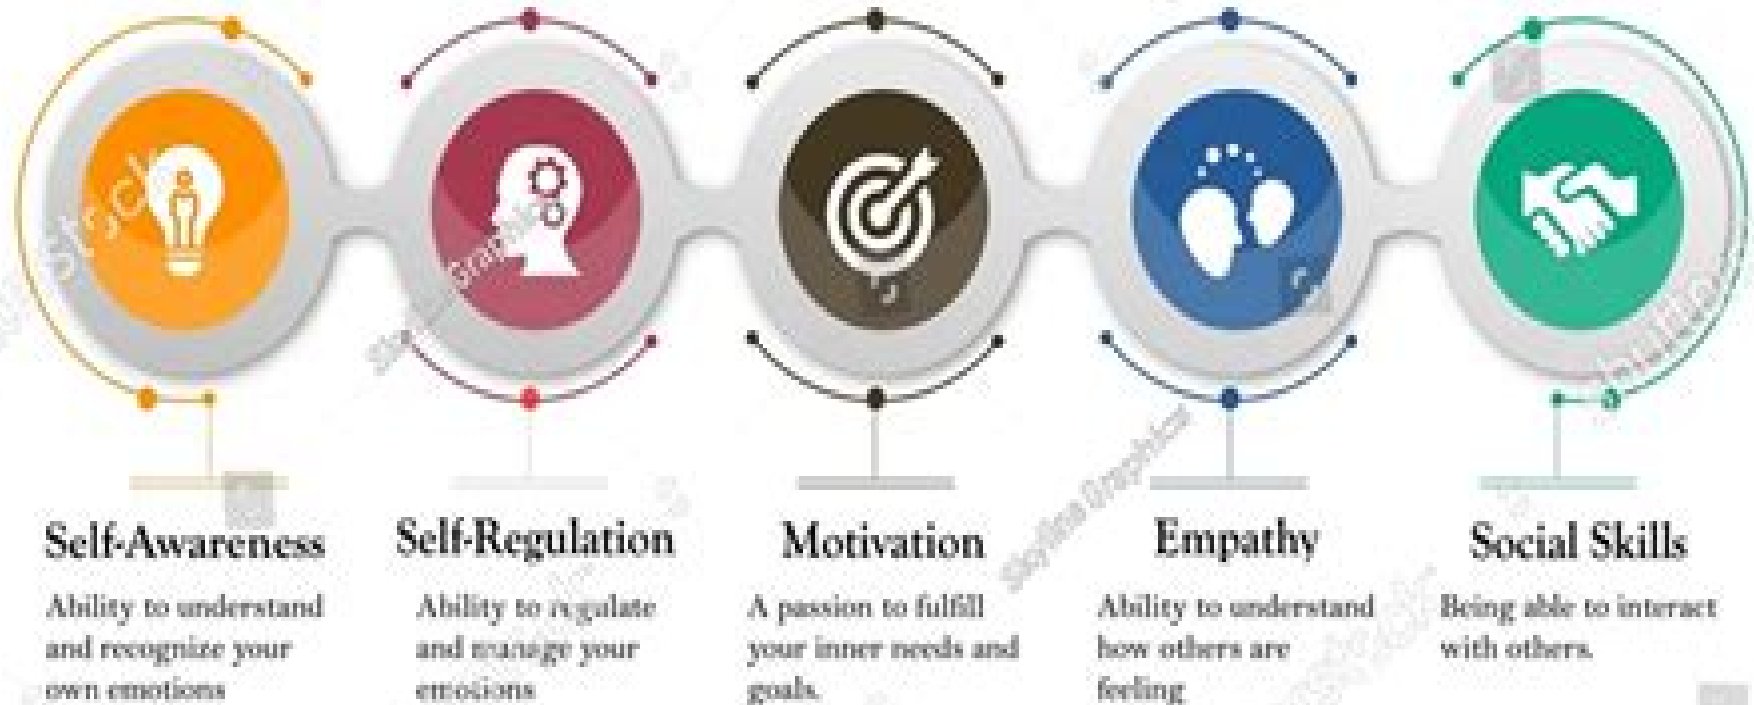 Self-Awareness
Ability to understand
and recognize your
own emotions
Self-Regulation
Ability to regulate
and manage your
emotions
Motivation
A passion to fulfill
your inner needs and
goals.
Empathy
Ability to understand
how others are
feeling
Social Skills
Being able to interact
with others.
Skyline Graphics